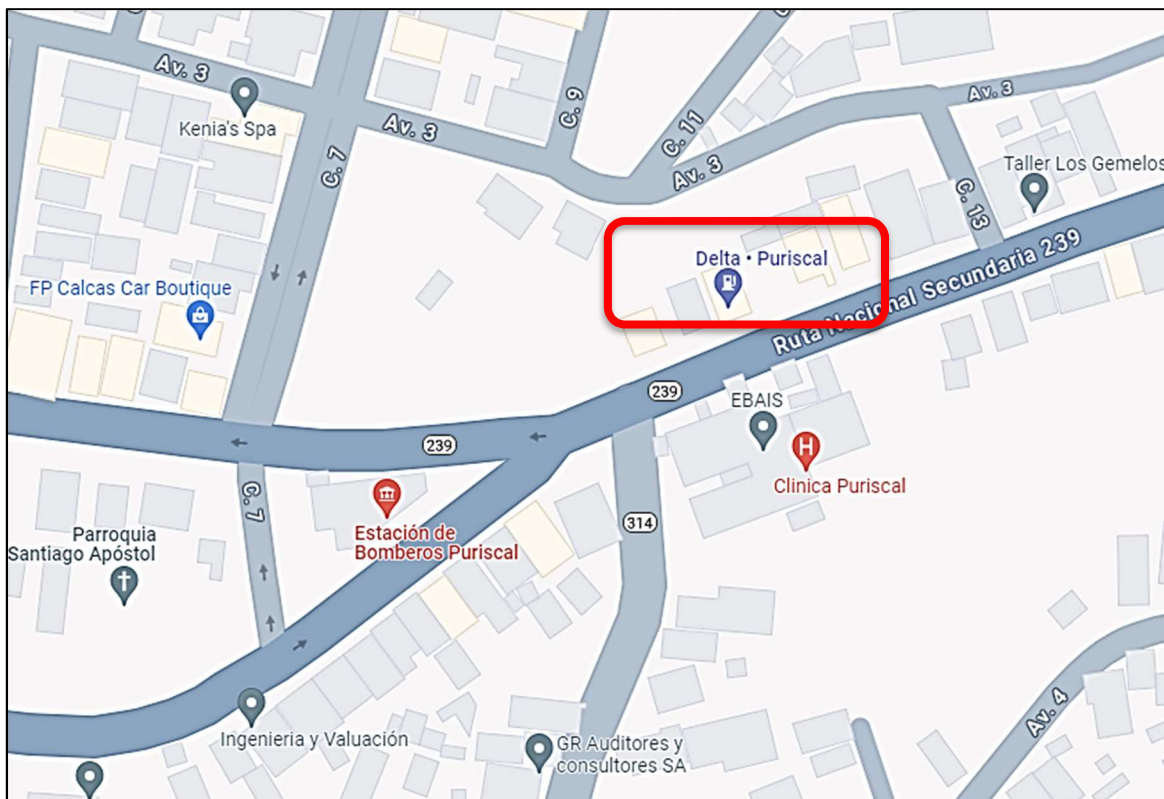 Av. 3
Kenia's Spa
Av. 3
C. 7
C. 9
C. 11
Av. 3
Av. 3
C. 13
Taller Los Gemelos
Delta • Puriscal
Ruta Nacional Secundaria 239
FP Calcas Car Boutique
239
239
EBAIS
Clinica Puriscal
C. 7
Estación de
Bomberos Puriscal
314
Parroquia
Santiago Apóstol
Ingenieria y Valuación
GR Auditores y
consultores SA
Av. 4
H